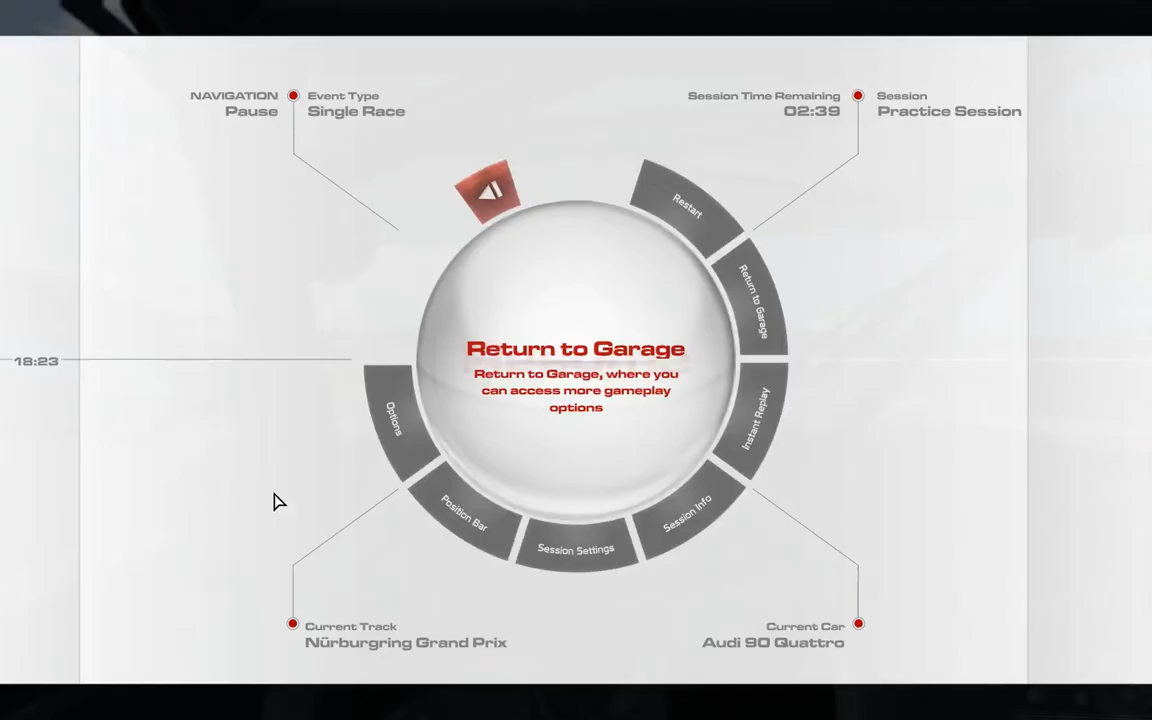 NAVIGATION
Pause
Event Type
Single Race
Session Time Remaining
02:39
Session
Practice Session
Restart
Return to Garage
Instant Replay
Session Info
Session Settings
Position Bar
Options
Return to Garage
Return to Garage, where you
can access more gameplay
options
18:23
Current Track
Nürburgring Grand Prix
Current Car
Audi 90 Quattro